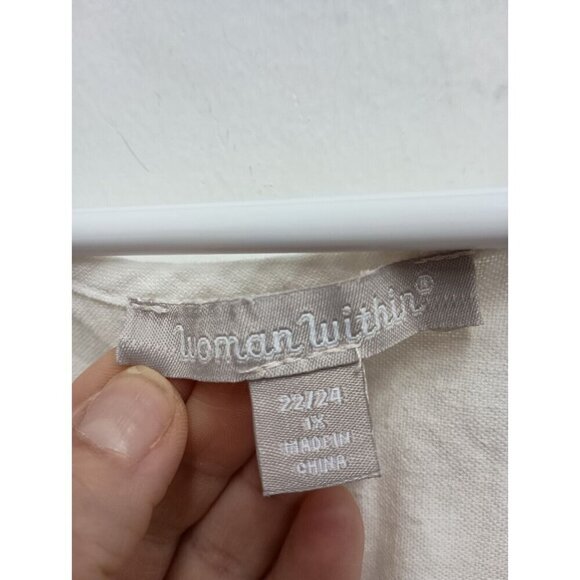 woman within®
22/24
1X
MADE IN
CHINA